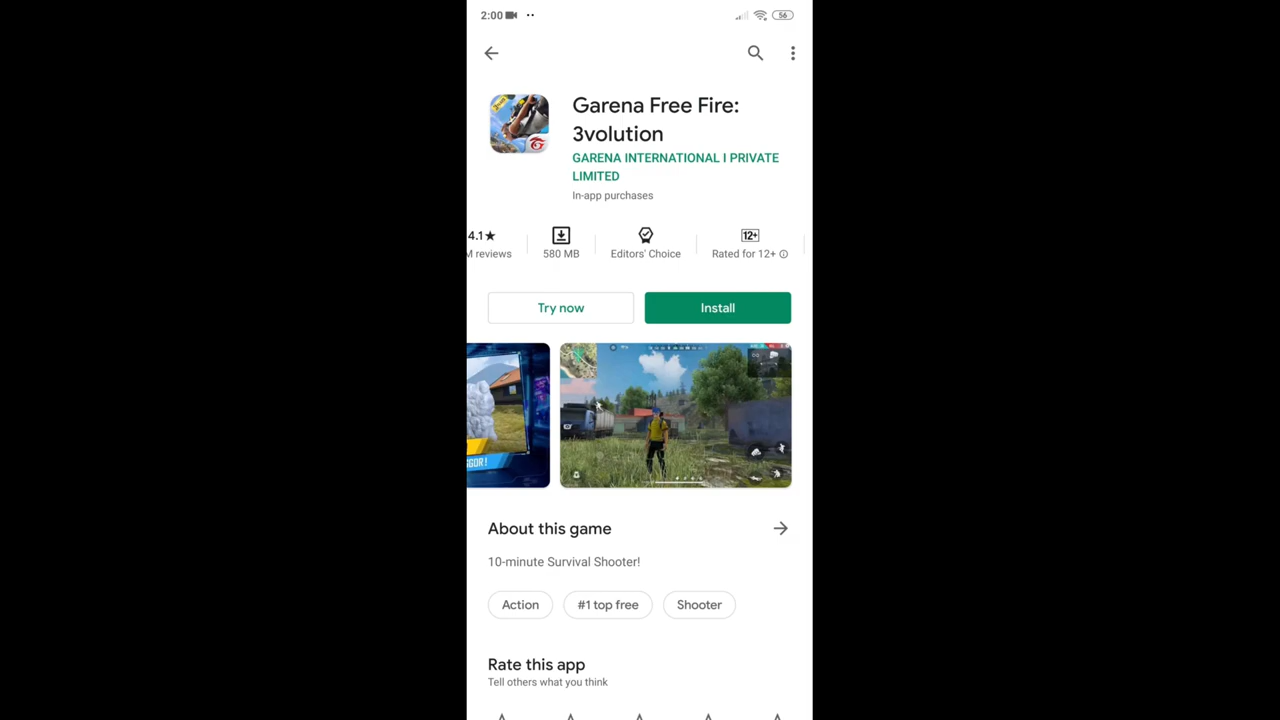 2:00
56
Garena Free Fire:
3volution
GARENA INTERNATIONAL I PRIVATE
LIMITED
In-app purchases
4.1★
M reviews
580 MB
Editors' Choice
12+
Rated for 12+
Try now
Install
About this game
10-minute Survival Shooter!
Action
#1 top free
Shooter
Rate this app
Tell others what you think